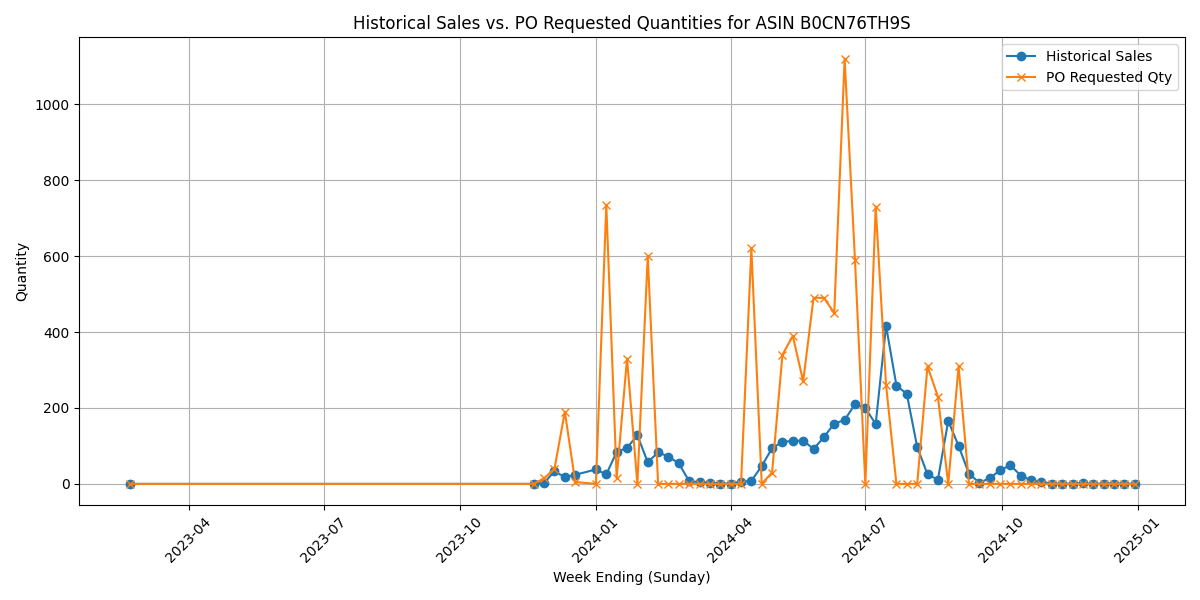 Historical Sales vs. PO Requested Quantities for ASIN B0CN76TH9S
Historical Sales
PO Requested Qty
Quantity
1000
800
600
400
200
0
2023-04
2023-07
2023-10
2024-01
2024-04
2024-07
2024-10
2025-01
Week Ending (Sunday)